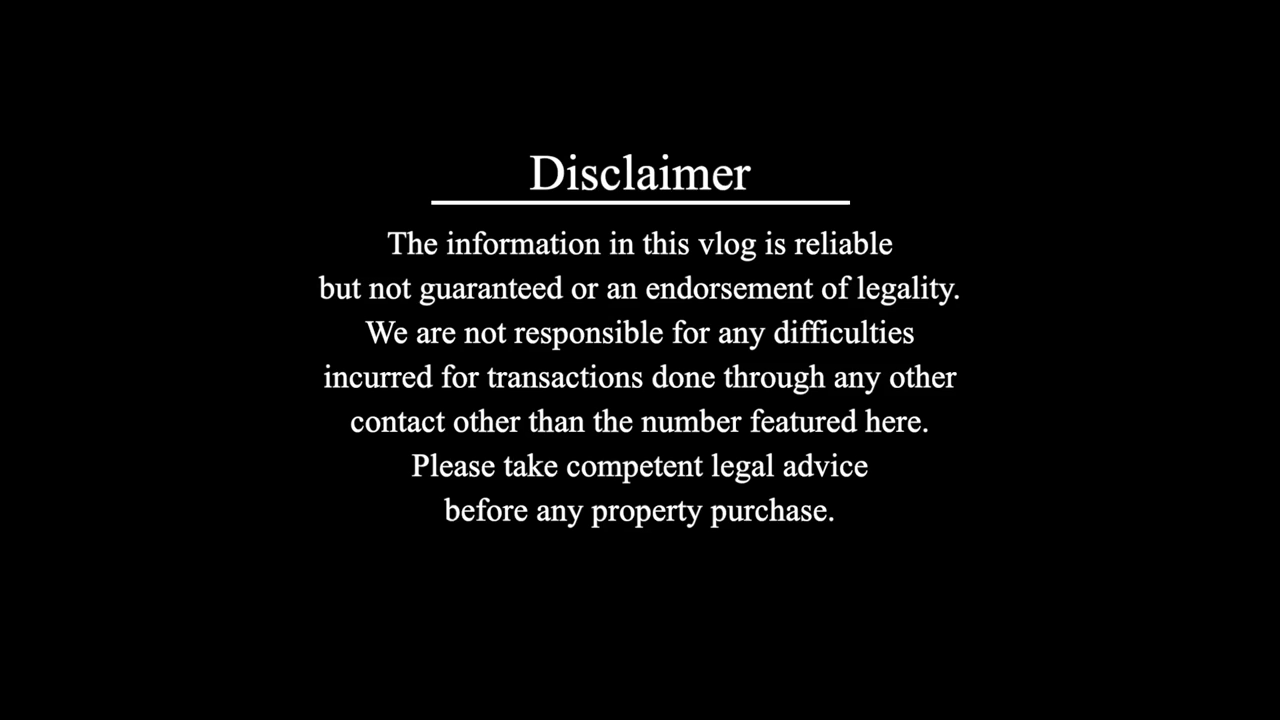 Disclaimer
The information in this vlog is reliable
but not guaranteed or an endorsement of legality.
We are not responsible for any difficulties
incurred for transactions done through any other
contact other than the number featured here.
Please take competent legal advice
before any property purchase.